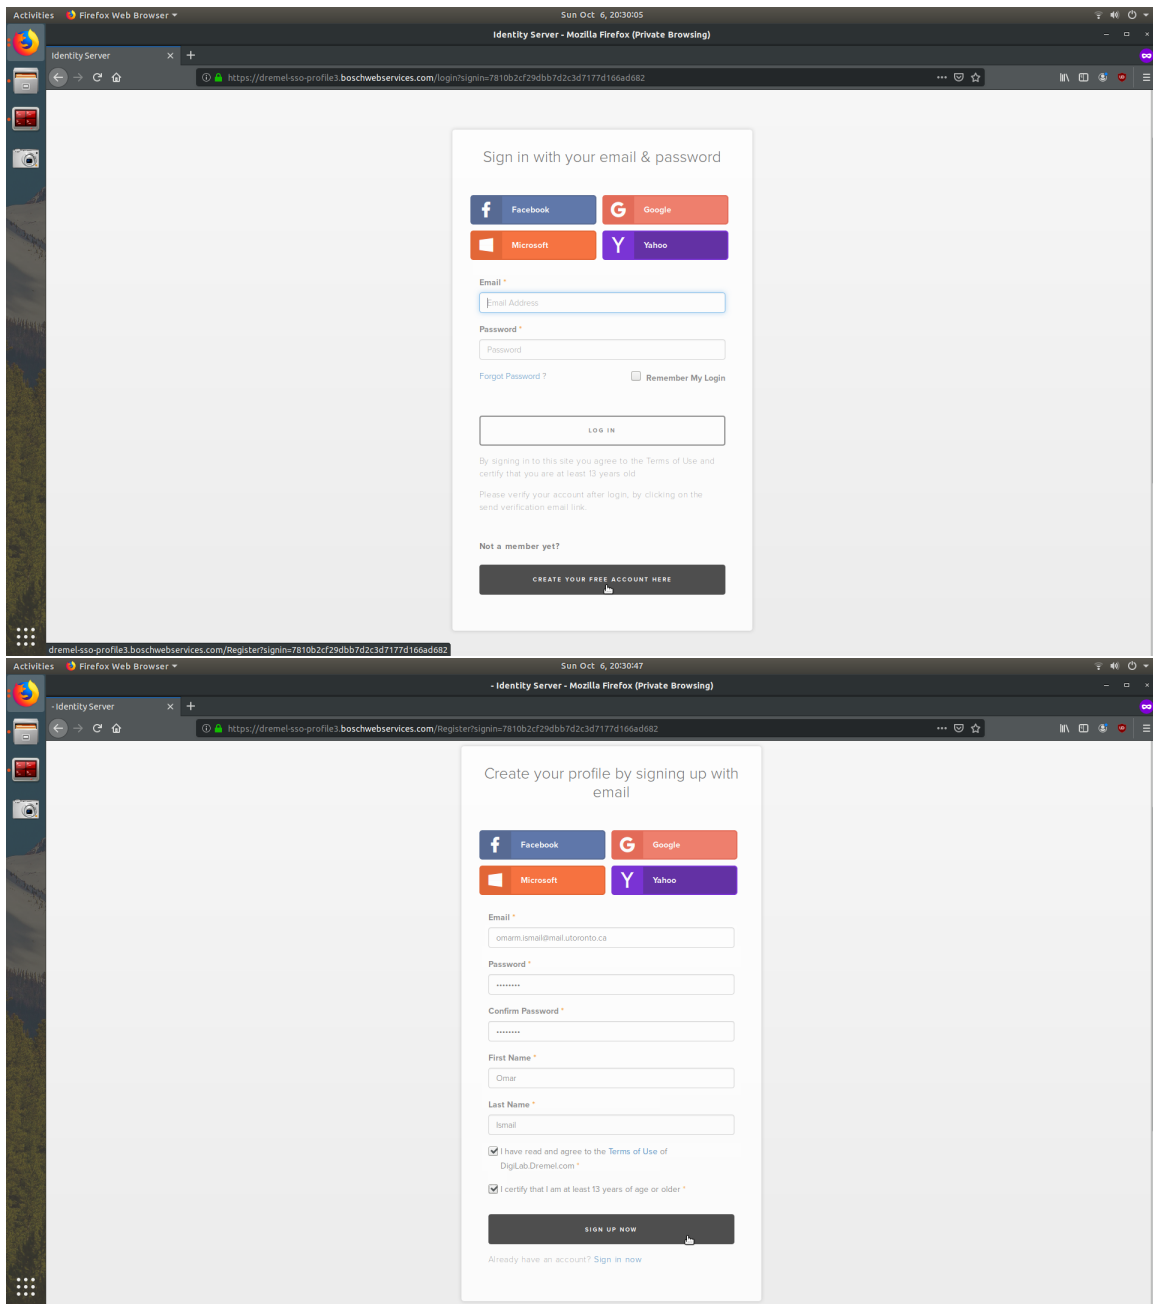 Activities Firefox Web Browser Sun Oct 6, 20:30:05
Identity Server - Mozilla Firefox (Private Browsing)
Identity Server × +
https://dremel-sso-profile3.boschwebservices.com/login?signin=7810b2cf29dbb7d2c3d7177d166ad682
Sign in with your email & password
Facebook Google
Microsoft Yahoo
Email *
Email Address
Password *
Password
Forgot Password ? Remember My Login
LOG IN
By signing in to this site you agree to the Terms of Use and
certify that you are at least 13 years old
Please verify your account after login, by clicking on the
send verification email link.
Not a member yet?
CREATE YOUR FREE ACCOUNT HERE
dremel-sso-profile3.boschwebservices.com/Register?signin=7810b2cf29dbb7d2c3d7177d166ad682
Activities Firefox Web Browser Sun Oct 6, 20:30:47
- Identity Server - Mozilla Firefox (Private Browsing)
- Identity Server × +
https://dremel-sso-profile3.boschwebservices.com/Register?signin=7810b2cf29dbb7d2c3d7177d166ad682
Create your profile by signing up with
email
Facebook Google
Microsoft Yahoo
Email *
omarm.ismail@mail.utoronto.ca
Password *
••••••••
Confirm Password *
••••••••
First Name *
Omar
Last Name *
Ismail
I have read and agree to the Terms of Use of
DigiLab.Dremel.com *
I certify that I am at least 13 years of age or older *
SIGN UP NOW
Already have an account? Sign in now